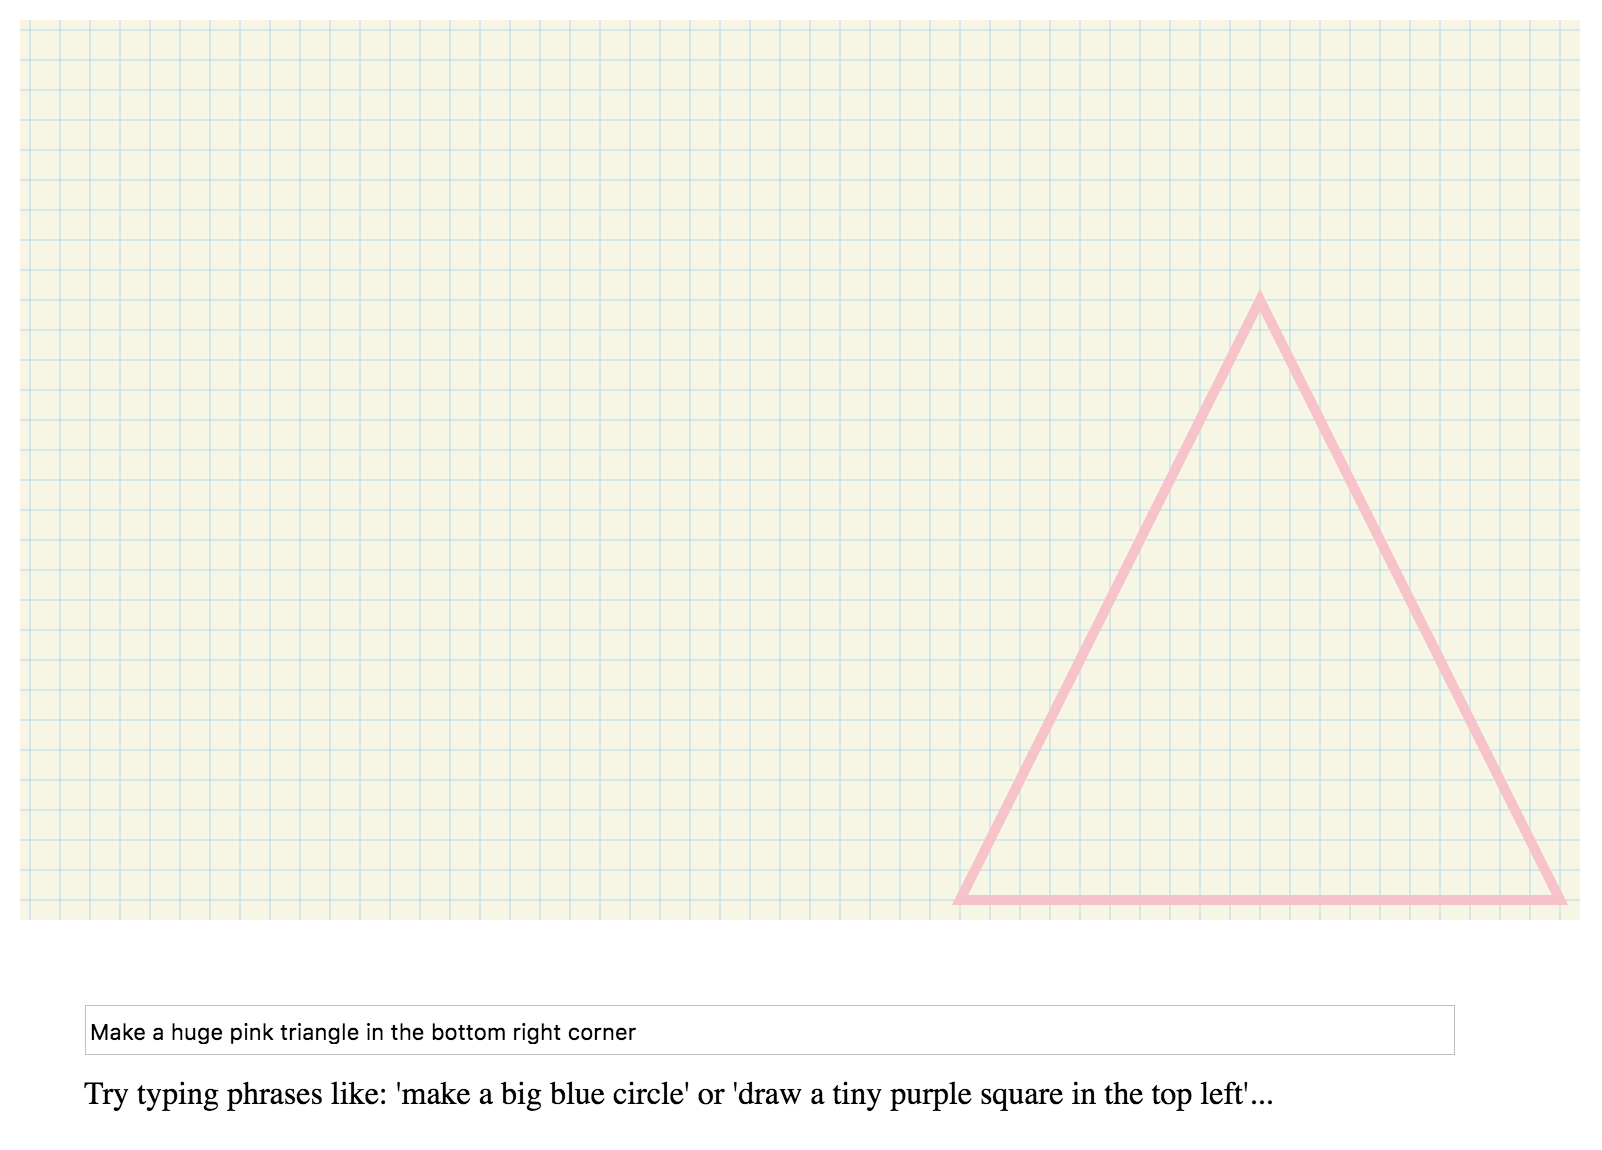 Make a huge pink triangle in the bottom right corner
Try typing phrases like: 'make a big blue circle' or 'draw a tiny purple square in the top left'...